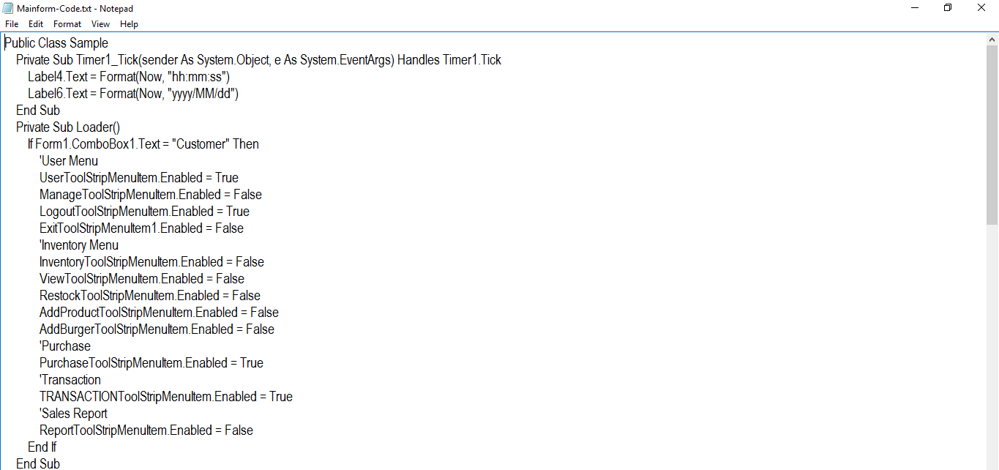 Mainform-Code.txt - Notepad
File Edit Format View Help
Public Class Sample
Private Sub Timer1_Tick(sender As System.Object, e As System.EventArgs) Handles Timer1.Tick
Label4.Text = Format(Now, "hh:mm:ss")
Label6.Text = Format(Now, "yyyy/MM/dd")
End Sub
Private Sub Loader()
If Form1.ComboBox1.Text = "Customer" Then
'User Menu
UserToolStripMenuItem.Enabled = True
ManageToolStripMenuItem.Enabled = False
LogoutToolStripMenuItem.Enabled = True
ExitToolStripMenuItem1.Enabled = False
'Inventory Menu
InventoryToolStripMenuItem.Enabled = False
ViewToolStripMenuItem.Enabled = False
RestockToolStripMenuItem.Enabled = False
AddProductToolStripMenuItem.Enabled = False
AddBurgerToolStripMenuItem.Enabled = False
'Purchase
PurchaseToolStripMenuItem.Enabled = True
'Transaction
TRANSACTIONToolStripMenuItem.Enabled = True
'Sales Report
ReportToolStripMenuItem.Enabled = False
End If
End Sub